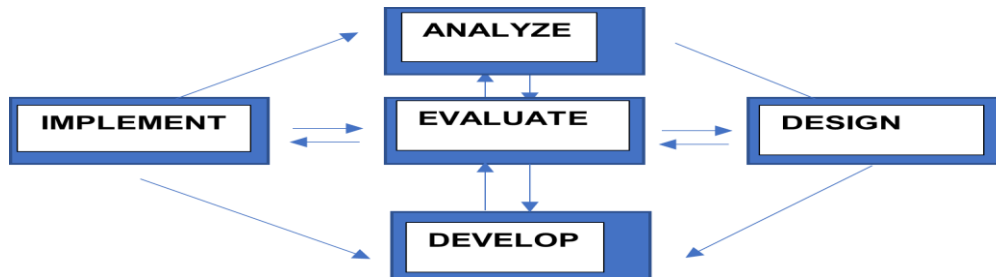 ANALYZE
IMPLEMENT
EVALUATE
DESIGN
DEVELOP